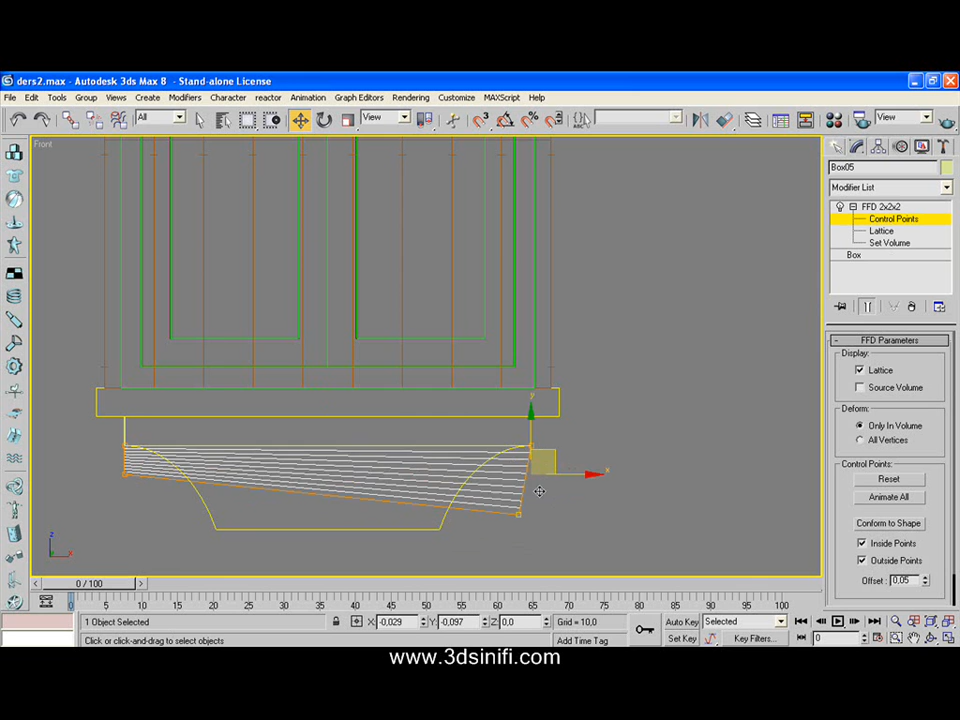 ders2.max - Autodesk 3ds Max 8 - Stand-alone License
File Edit Tools Group Views Create Modifiers Character reactor Animation Graph Editors Rendering Customize MAXScript Help
All View View
Front
Box05
Modifier List
FFD 2x2x2
Control Points
Lattice
Set Volume
Box
- FFD Parameters
Display:
Lattice
Source Volume
Deform:
Only In Volume
All Vertices
Control Points:
Reset
Animate All
Conform to Shape
Inside Points
Outside Points
Offset: 0,05
y
x
z
x
0 / 100
0 5 10 15 20 25 30 35 40 45 50 55 60 65 70 75 80 85 90 95 100
1 Object Selected X: -0,029 Y: -0,097 Z: 0,0 Grid = 10,0 Auto Key Selected
Click or click-and-drag to select objects Add Time Tag Set Key Key Filters... 0
www.3dsinifi.com